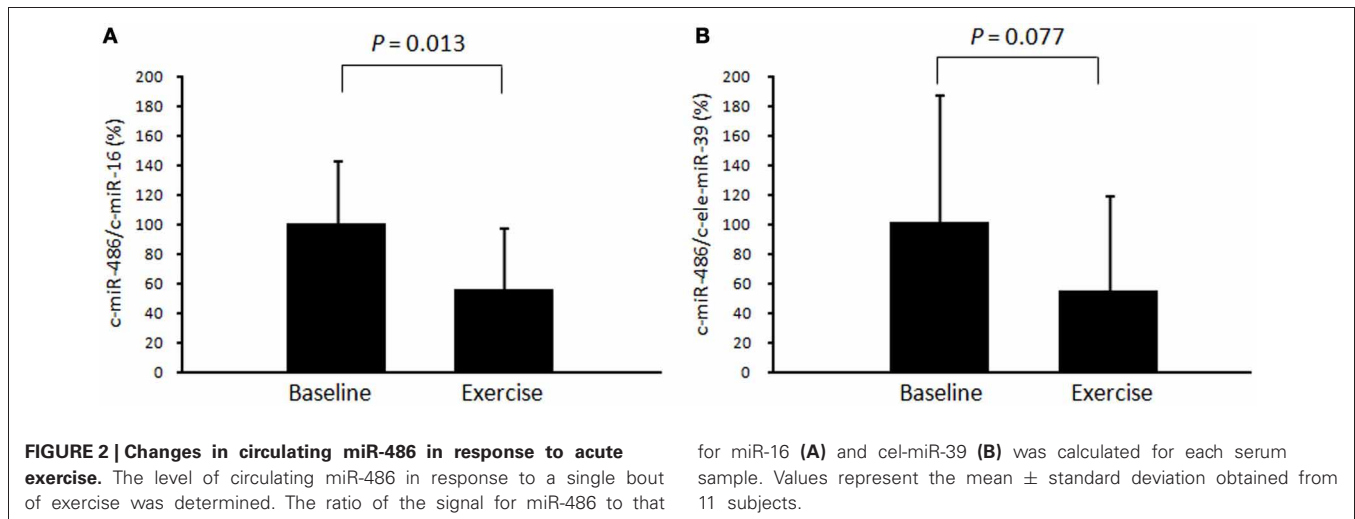 A
P = 0.013
c-miR-486/c-miR-16 (%)
200
180
160
140
120
100
80
60
40
20
0
Baseline
Exercise
B
P = 0.077
c-miR-486/c-ele-miR-39 (%)
200
180
160
140
120
100
80
60
40
20
0
Baseline
Exercise
FIGURE 2 | Changes in circulating miR-486 in response to acute
exercise. The level of circulating miR-486 in response to a single bout
of exercise was determined. The ratio of the signal for miR-486 to that
for miR-16 (A) and cel-miR-39 (B) was calculated for each serum
sample. Values represent the mean ± standard deviation obtained from
11 subjects.